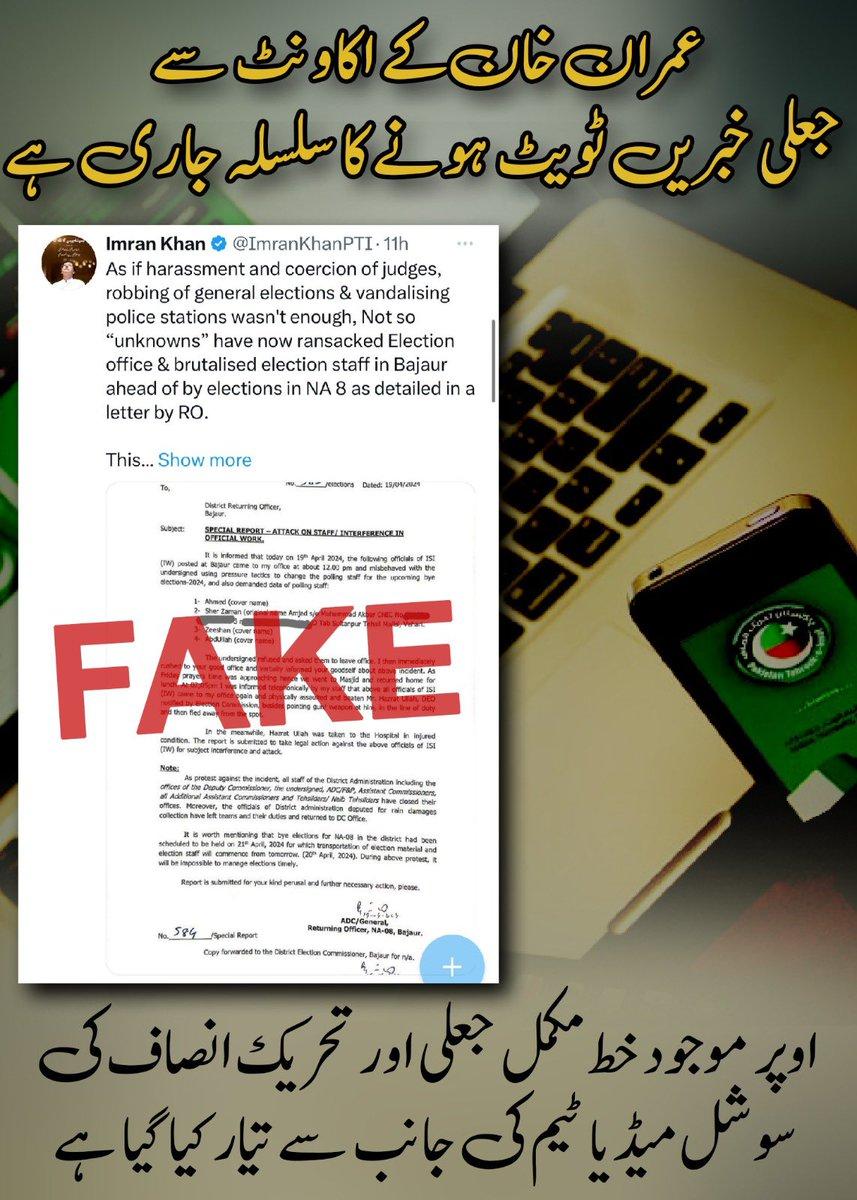 عمران خان کے اکاونٹ سے
جعلی خبریں ٹویٹ ہونے کا سلسلہ جاری ہے
Imran Khan @ImranKhanPTI · 11h
As if harassment and coercion of judges,
robbing of general elections & vandalising
police stations wasn't enough, Not so
“unknowns” have now ransacked Election
office & brutalised election staff in Bajaur
ahead of by elections in NA 8 as detailed in a
letter by RO.
This... Show more
To,
No. /elections Dated: 19/04/2024
District Returning Officer,
Bajaur.
Subject: SPECIAL REPORT – ATTACK ON STAFF/ INTERFERENCE IN
OFFICIAL WORK.
It is informed that today on 19th April 2024, the following officials of ISI
(IW) posted at Bajaur came to my office at about 12.00 pm and misbehaved with the
undersigned using pressure tactics to change the polling staff for the upcoming bye
elections-2024, and also demanded data of polling staff:
1- Ahmed (cover name)
2- Sher Zaman (original name Amjad s/o Muhammad Akbar CNIC No.
Tab Sultanpur Tehsil Mailsi, Vehari.
3- Zeeshan (cover name)
4- Abdullah (cover name)
FAKE
The undersigned refused and asked them to leave office. I then immediately
rushed to your good office and verbally informed your goodself about above incident. As
Friday prayers time was approaching hence we went to Masjid and returned home for
lunch. At I was informed telephonically by my staff that above all officials of ISI
(IW) came to my office again and physically assaulted and beaten Mr. Hazrat Ullah, DEO
notified by Election Commission, besides pointing gun weapon at him, in the line of duty
and then fled away from the spot.
In the meanwhile, Hazrat Ullah was taken to the Hospital in injured
condition. The report is submitted to take legal action against the above officials of ISI
(IW) for subject interference and attack.
Note:
As protest against the incident, all staff of the District Administration including the
offices of the Deputy Commissioner, the undersigned, ADC/F&P, Assistant Commissioners,
all Additional Assistant Commissioners and Tehsildars/ Naib Tehsildars have closed their
offices. Moreover, the officials of District administration deputed for rain damages
collection have left teams and their duties and returned to DC Office.
It is worth mentioning that bye elections for NA-08 in the district had been
scheduled to be held on 21st April, 2024 for which transportation of election material and
election staff will commence from tomorrow. (20th April, 2024). During above protest, it
will be impossible to manage elections timely.
Report is submitted for your kind perusal and further necessary action, please.
ADC/General,
Returning Officer, NA-08, Bajaur.
No. 584 /Special Report
Copy forwarded to the District Election Commissioner, Bajaur for n/a.
پاکستان تحریک انصاف
Pakistan Tehreek-e-Insaf
اوپر موجود خط مکمل جعلی اور تحریک انصاف کی
سوشل میڈیا ٹیم کی جانب سے تیار کیا گیا ہے